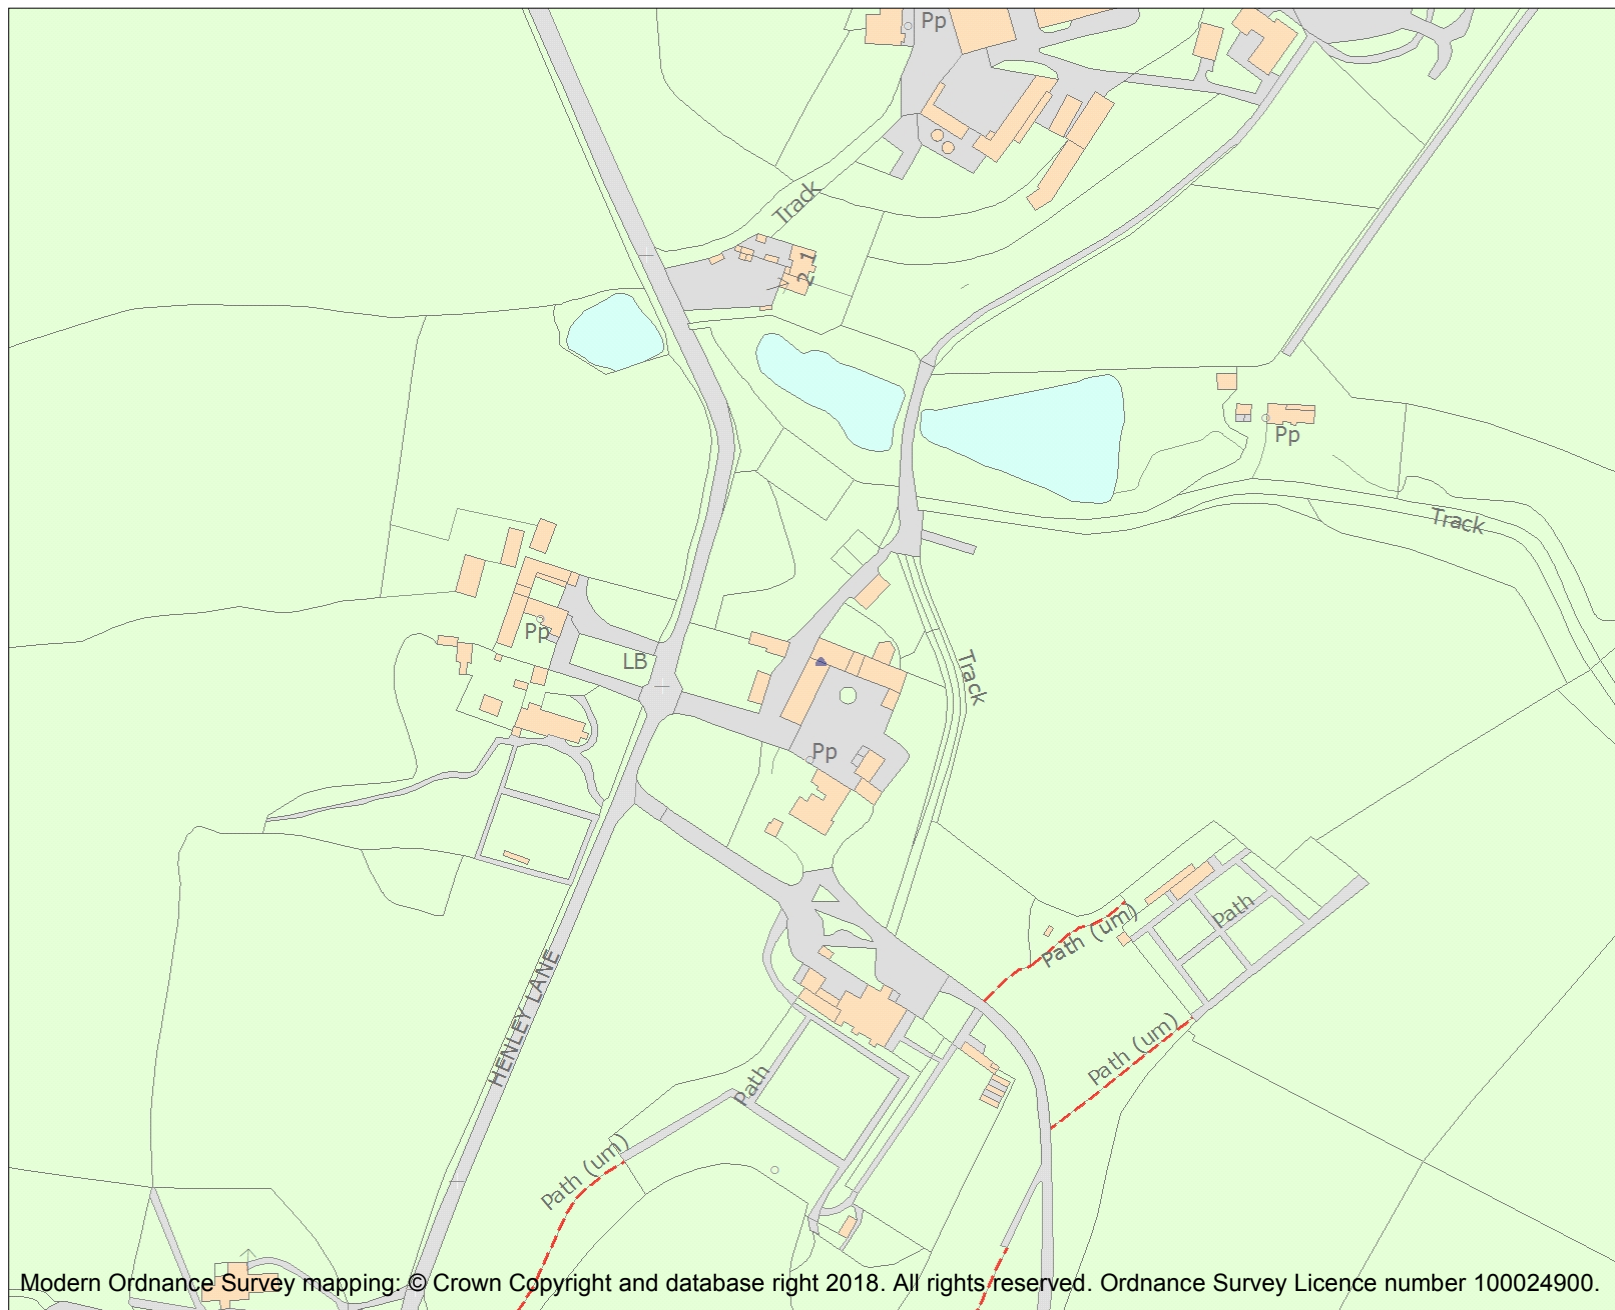 Pp
Track
1
2
Pp
Track
Pp
LB
Track
Pp
Path
Path (um)
HENLEY LANE
Path (um)
Path
Path (um)
Modern Ordnance Survey mapping: © Crown Copyright and database right 2018. All rights reserved. Ordnance Survey Licence number 100024900.